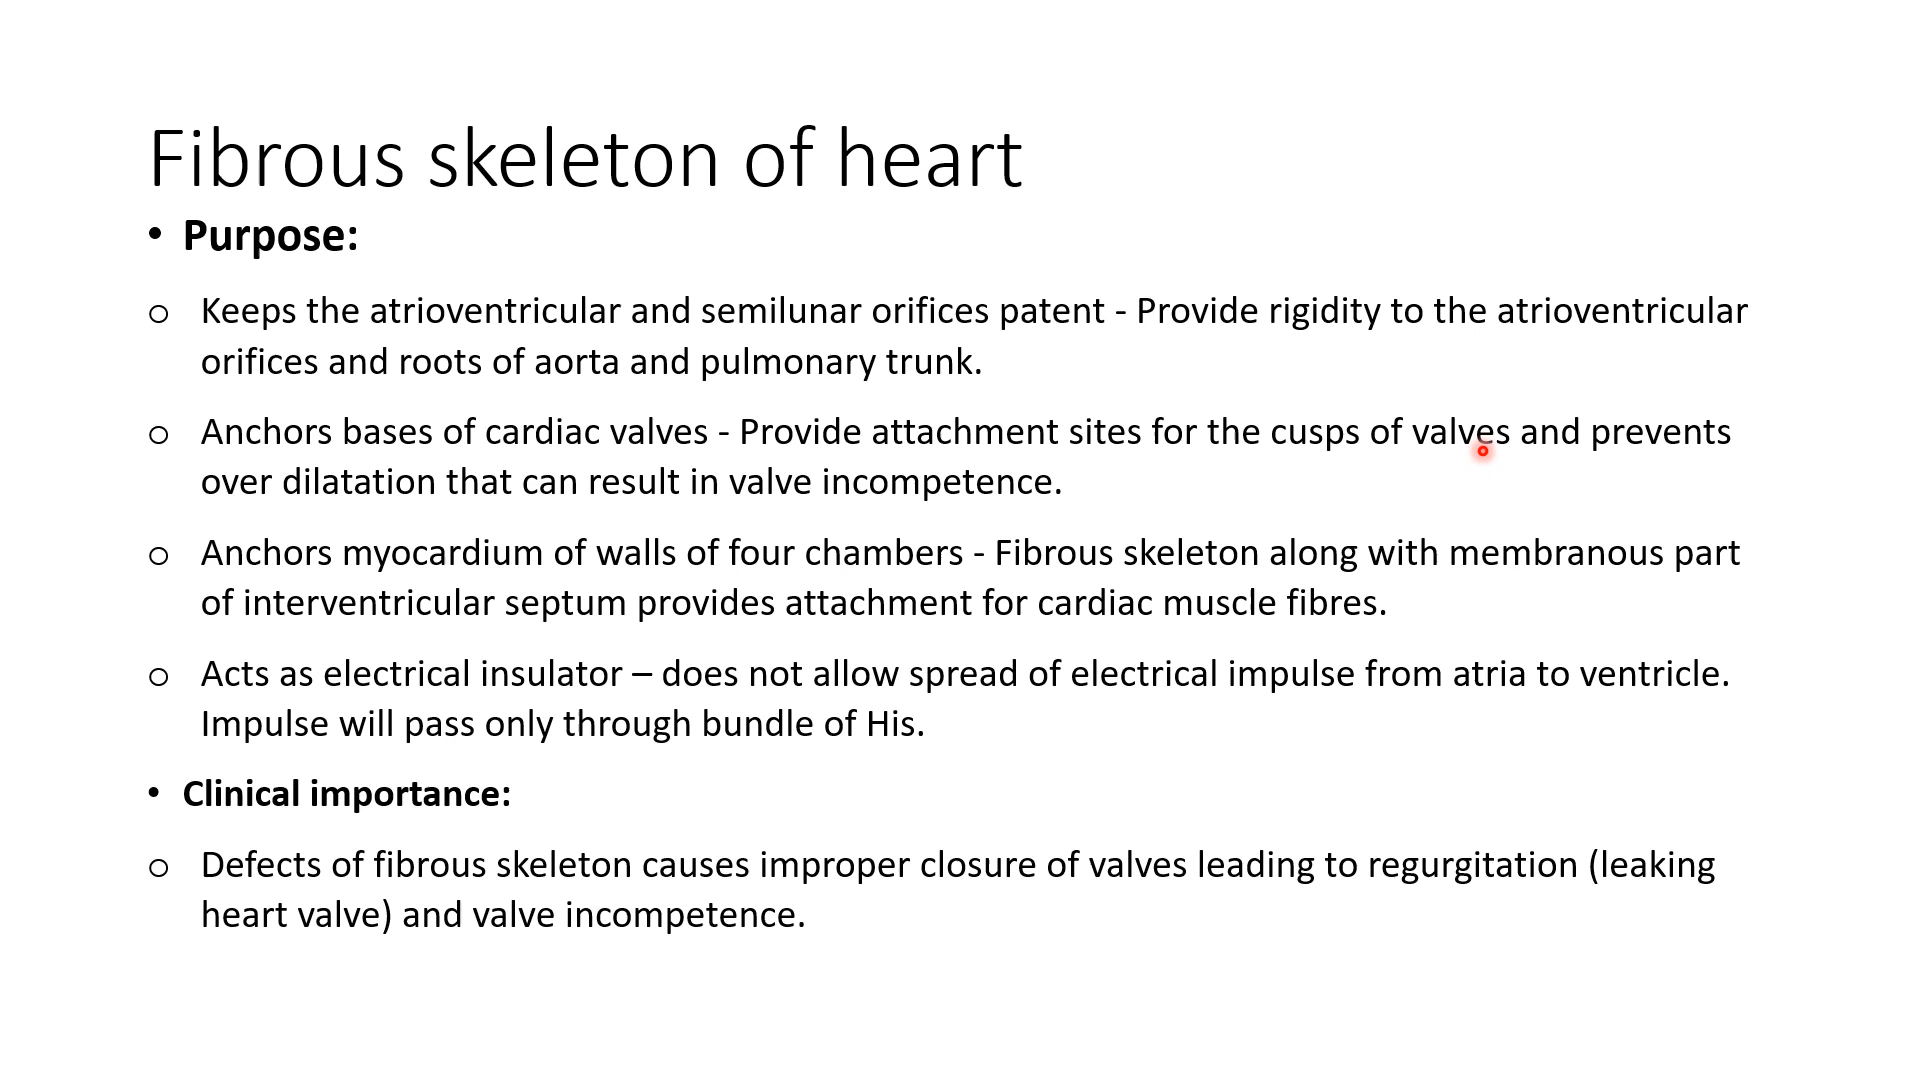 Fibrous skeleton of heart
• Purpose:
o Keeps the atrioventricular and semilunar orifices patent - Provide rigidity to the atrioventricular
orifices and roots of aorta and pulmonary trunk.
o Anchors bases of cardiac valves - Provide attachment sites for the cusps of valves and prevents
over dilatation that can result in valve incompetence.
o Anchors myocardium of walls of four chambers - Fibrous skeleton along with membranous part
of interventricular septum provides attachment for cardiac muscle fibres.
o Acts as electrical insulator – does not allow spread of electrical impulse from atria to ventricle.
Impulse will pass only through bundle of His.
• Clinical importance:
o Defects of fibrous skeleton causes improper closure of valves leading to regurgitation (leaking
heart valve) and valve incompetence.